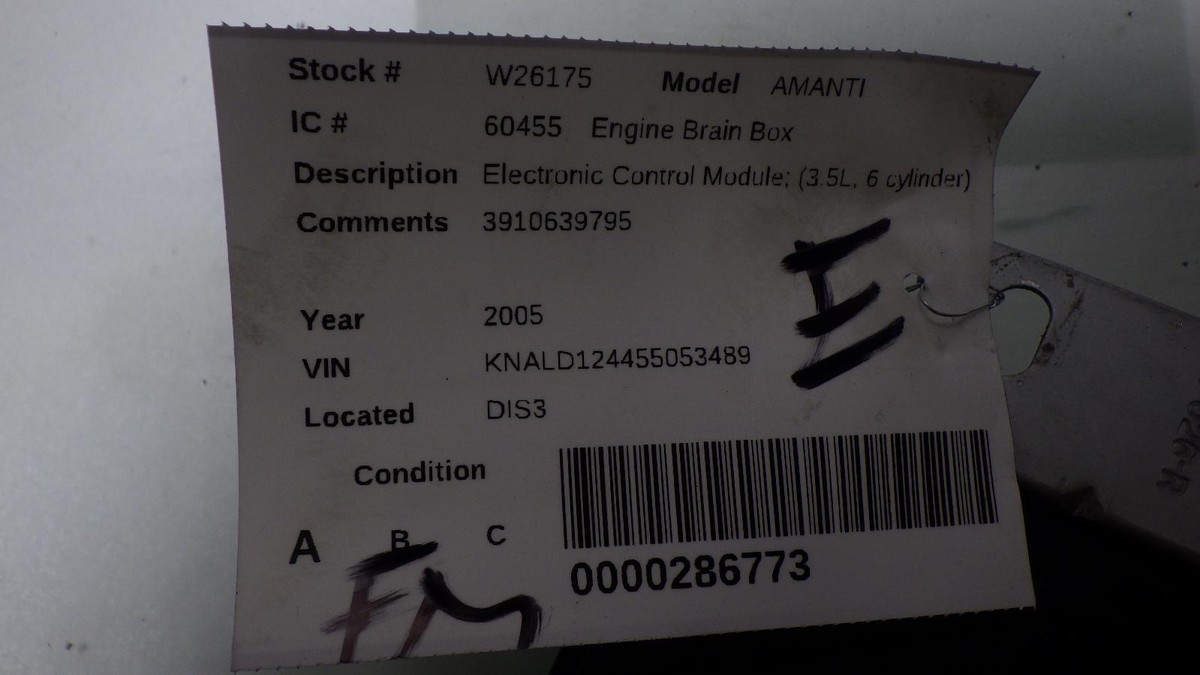 Stock # W26175 Model AMANTI
IC # 60455 Engine Brain Box
Description Electronic Control Module; (3.5L, 6 cylinder)
Comments 3910639795
E
Year 2005
VIN KNALD124455053489
Located DIS3
Condition
A B C
0000286773